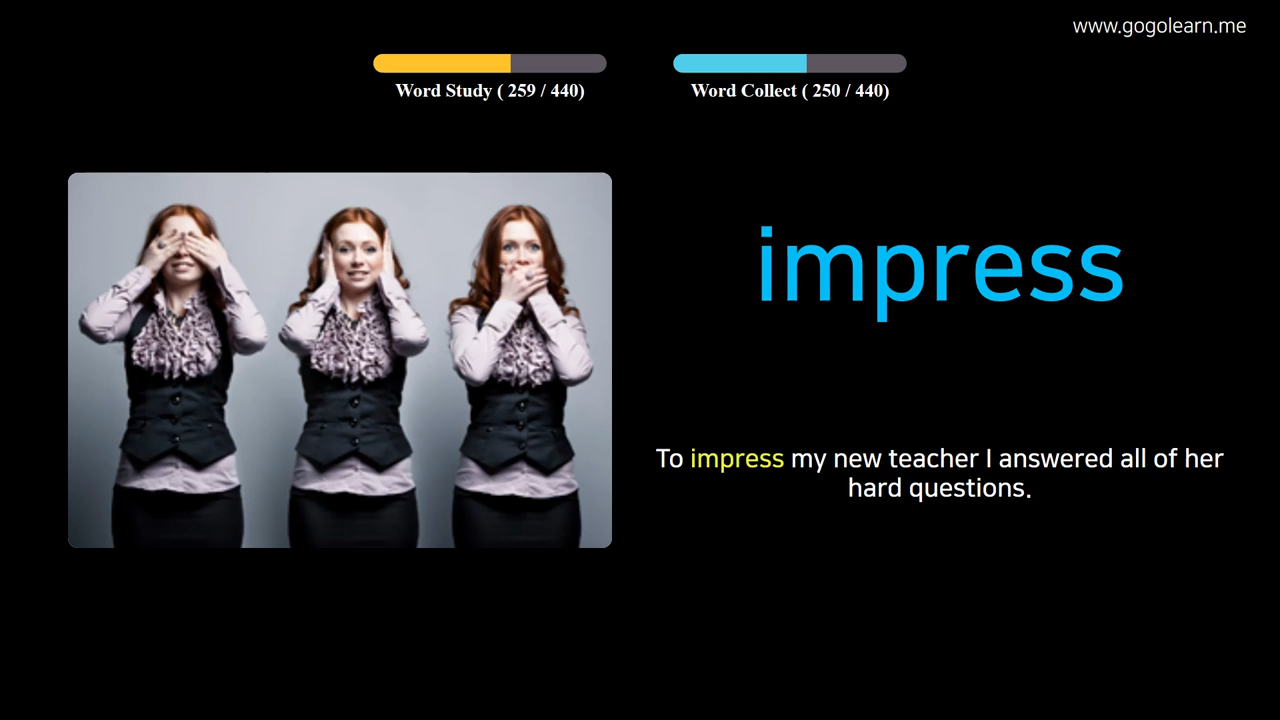 www.gogolearn.me
Word Study ( 259 / 440)
Word Collect ( 250 / 440)
impress
To impress my new teacher I answered all of her
hard questions.